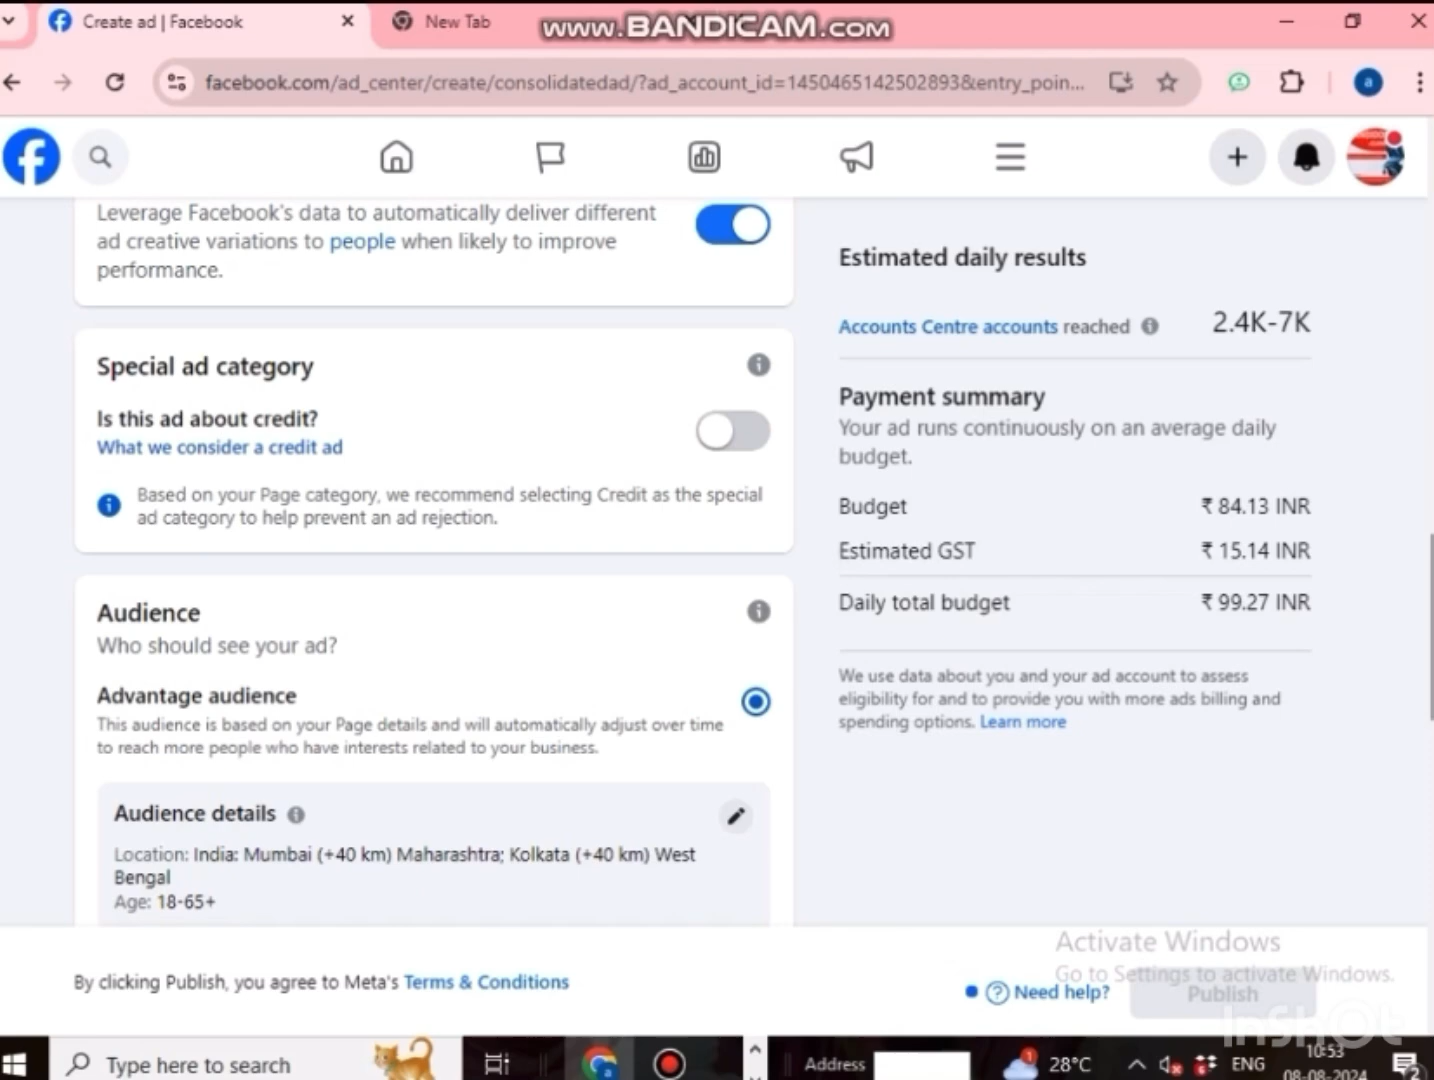 Create ad | Facebook
New Tab
www.BANDICAM.com
facebook.com/ad_center/create/consolidatedad/?ad_account_id=1450465142502893&entry_poin...
a
Leverage Facebook's data to automatically deliver different
ad creative variations to people when likely to improve
performance.
Special ad category
Is this ad about credit?
What we consider a credit ad
Based on your Page category, we recommend selecting Credit as the special
ad category to help prevent an ad rejection.
Audience
Who should see your ad?
Advantage audience
This audience is based on your Page details and will automatically adjust over time
to reach more people who have interests related to your business.
Audience details
Location: India: Mumbai (+40 km) Maharashtra; Kolkata (+40 km) West
Bengal
Age: 18-65+
Estimated daily results
Accounts Centre accounts reached 2.4K-7K
Payment summary
Your ad runs continuously on an average daily
budget.
Budget ₹ 84.13 INR
Estimated GST ₹ 15.14 INR
Daily total budget ₹ 99.27 INR
We use data about you and your ad account to assess
eligibility for and to provide you with more ads billing and
spending options. Learn more
Activate Windows
Go to Settings to activate Windows.
By clicking Publish, you agree to Meta's Terms & Conditions
Need help?
Publish
InShOt
Type here to search
Address
1
28°C
ENG
10:53
08-08-2024
2